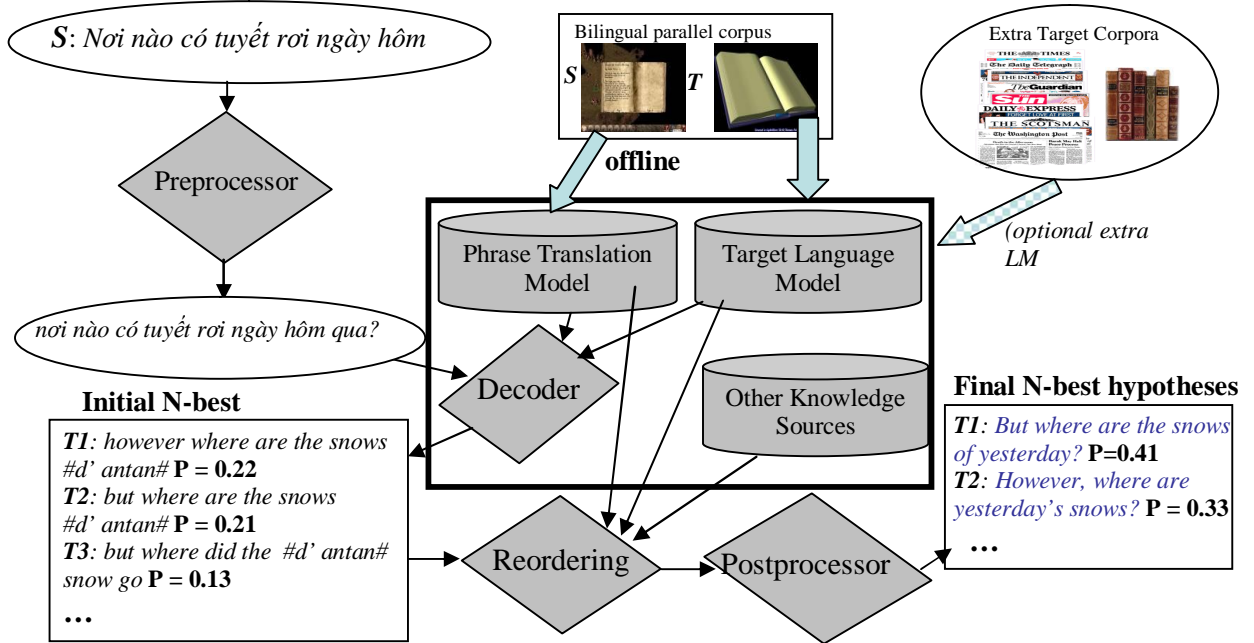 S: Nơi nào có tuyết rơi ngày hôm
Bilingual parallel corpus
S
T
Extra Target Corpora
THE TIMES
The Daily Telegraph
THE INDEPENDENT
The Guardian
The Sun
DAILY EXPRESS
THE SCOTSMAN
The Washington Post
offline
Preprocessor
(optional extra
LM
Phrase Translation
Model
Target Language
Model
nơi nào có tuyết rơi ngày hôm qua?
Decoder
Other Knowledge
Sources
Initial N-best
T1: however where are the snows
#d’ antan# P = 0.22
T2: but where are the snows
#d’ antan# P = 0.21
T3: but where did the #d’ antan#
snow go P = 0.13
…
Reordering
Postprocessor
Final N-best hypotheses
T1: But where are the snows
of yesterday? P=0.41
T2: However, where are
yesterday’s snows? P = 0.33
…